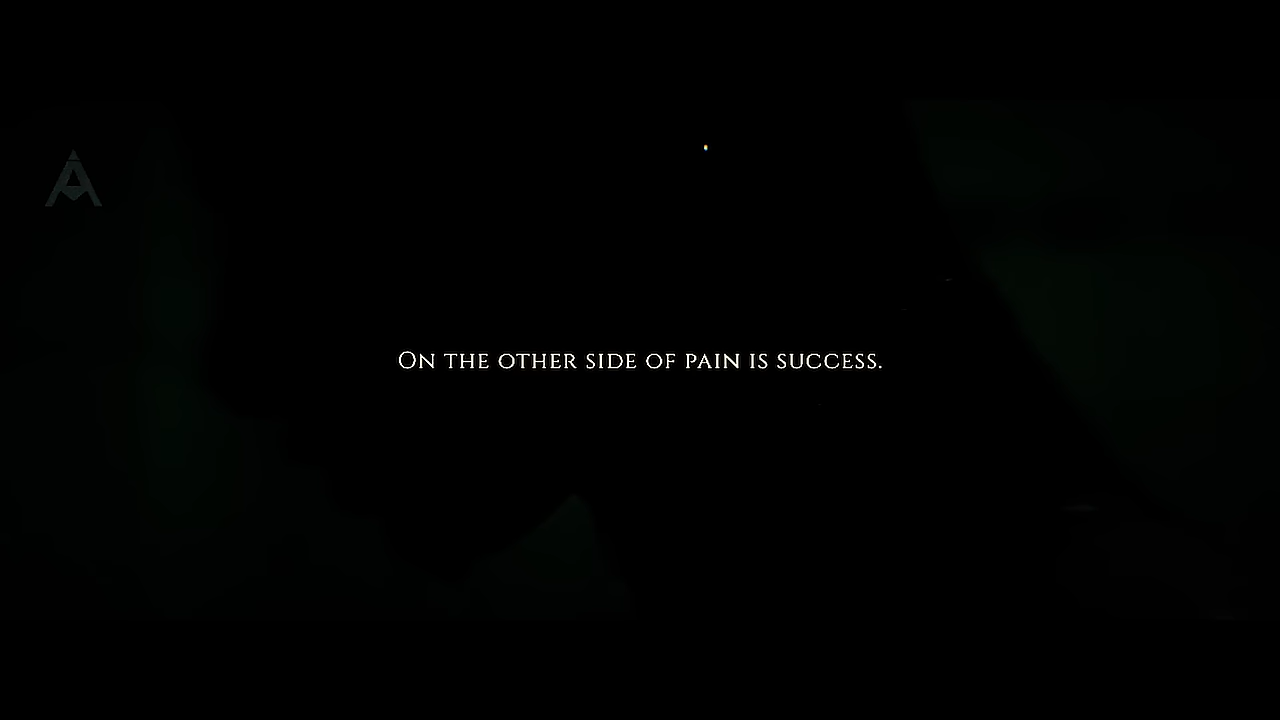 On the other side of pain is success.